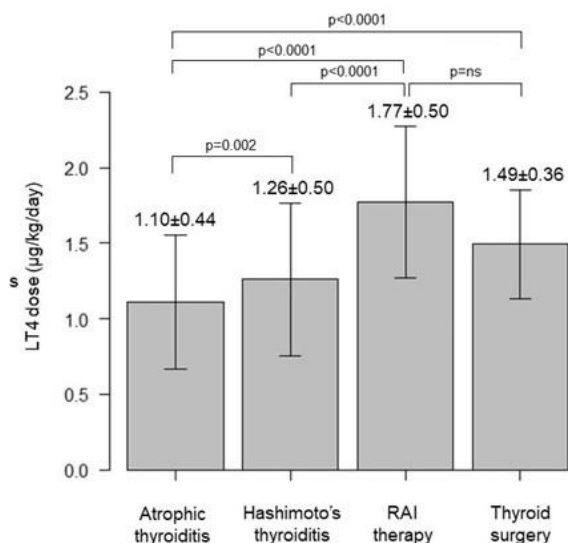 p<0.0001
p<0.0001
p<0.0001
p=ns
2.5
1.77±0.50
2.0
p=0.002
1.49±0.36
1.26±0.50
1.10±0.44
1.5
s
LT4 dose (µg/kg/day)
1.0
0.5
0.0
Atrophic
thyroiditis
Hashimoto's
thyroiditis
RAI
therapy
Thyroid
surgery